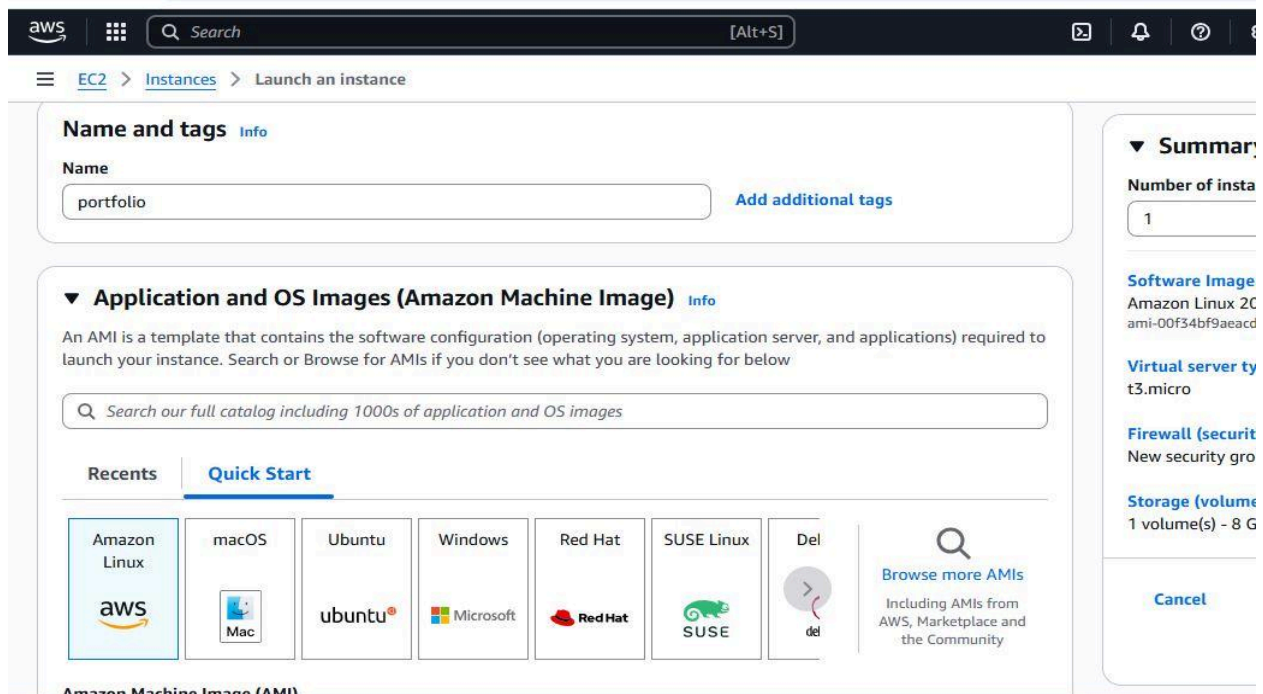 aws
Search [Alt+S]
EC2 > Instances > Launch an instance
Name and tags Info
Name
portfolio
Add additional tags
Application and OS Images (Amazon Machine Image) Info
An AMI is a template that contains the software configuration (operating system, application server, and applications) required to
launch your instance. Search or Browse for AMIs if you don't see what you are looking for below
Search our full catalog including 1000s of application and OS images
Recents
Quick Start
Amazon
Linux
aws
macOS
Mac
Ubuntu
ubuntu
Windows
Microsoft
Red Hat
Red Hat
SUSE Linux
SUSE
Browse more AMIs
Including AMIs from
AWS, Marketplace and
the Community
Amazon Machine Image (AMI)
Summary
Number of insta
1
Software Image
Amazon Linux 20
ami-00f34bf9aeacd
Virtual server ty
t3.micro
Firewall (securit
New security gro
Storage (volume
1 volume(s) - 8 G
Cancel